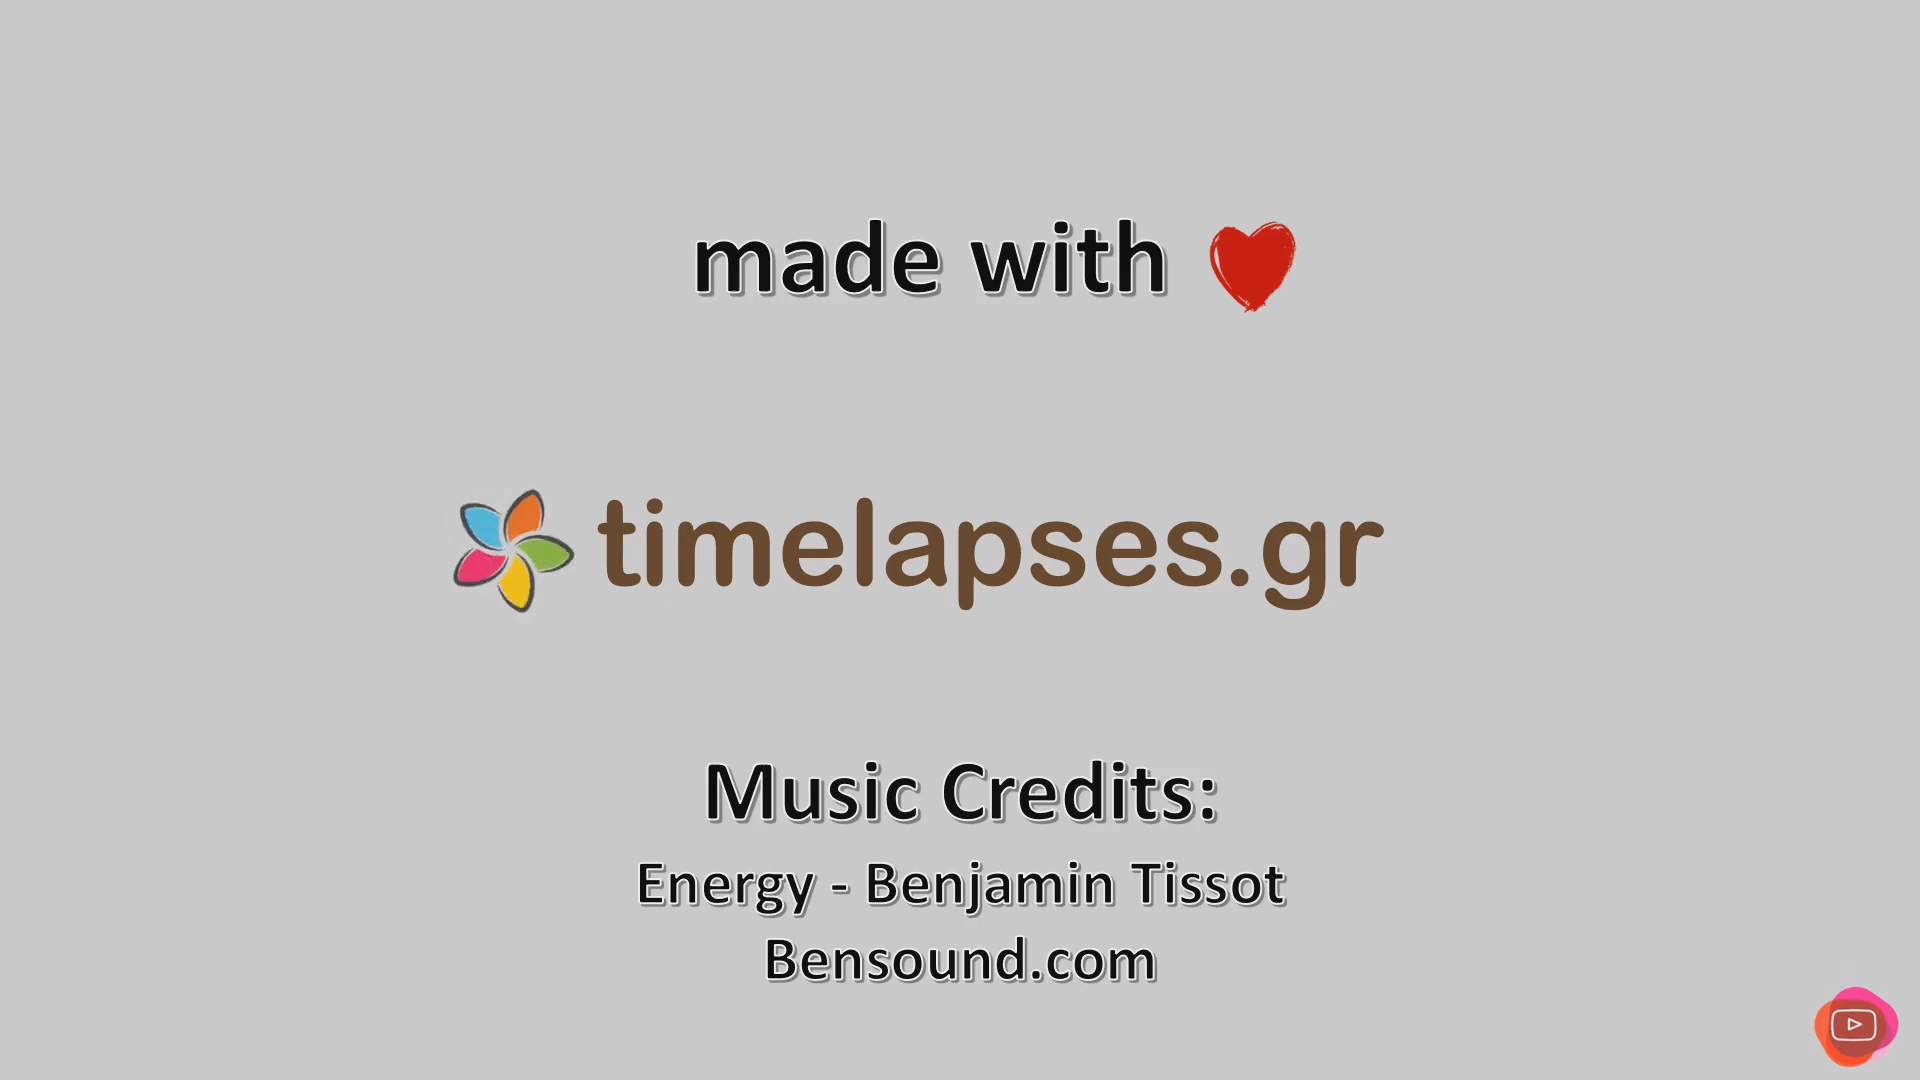 made with
timelapses.gr
Music Credits:
Energy - Benjamin Tissot
Bensound.com